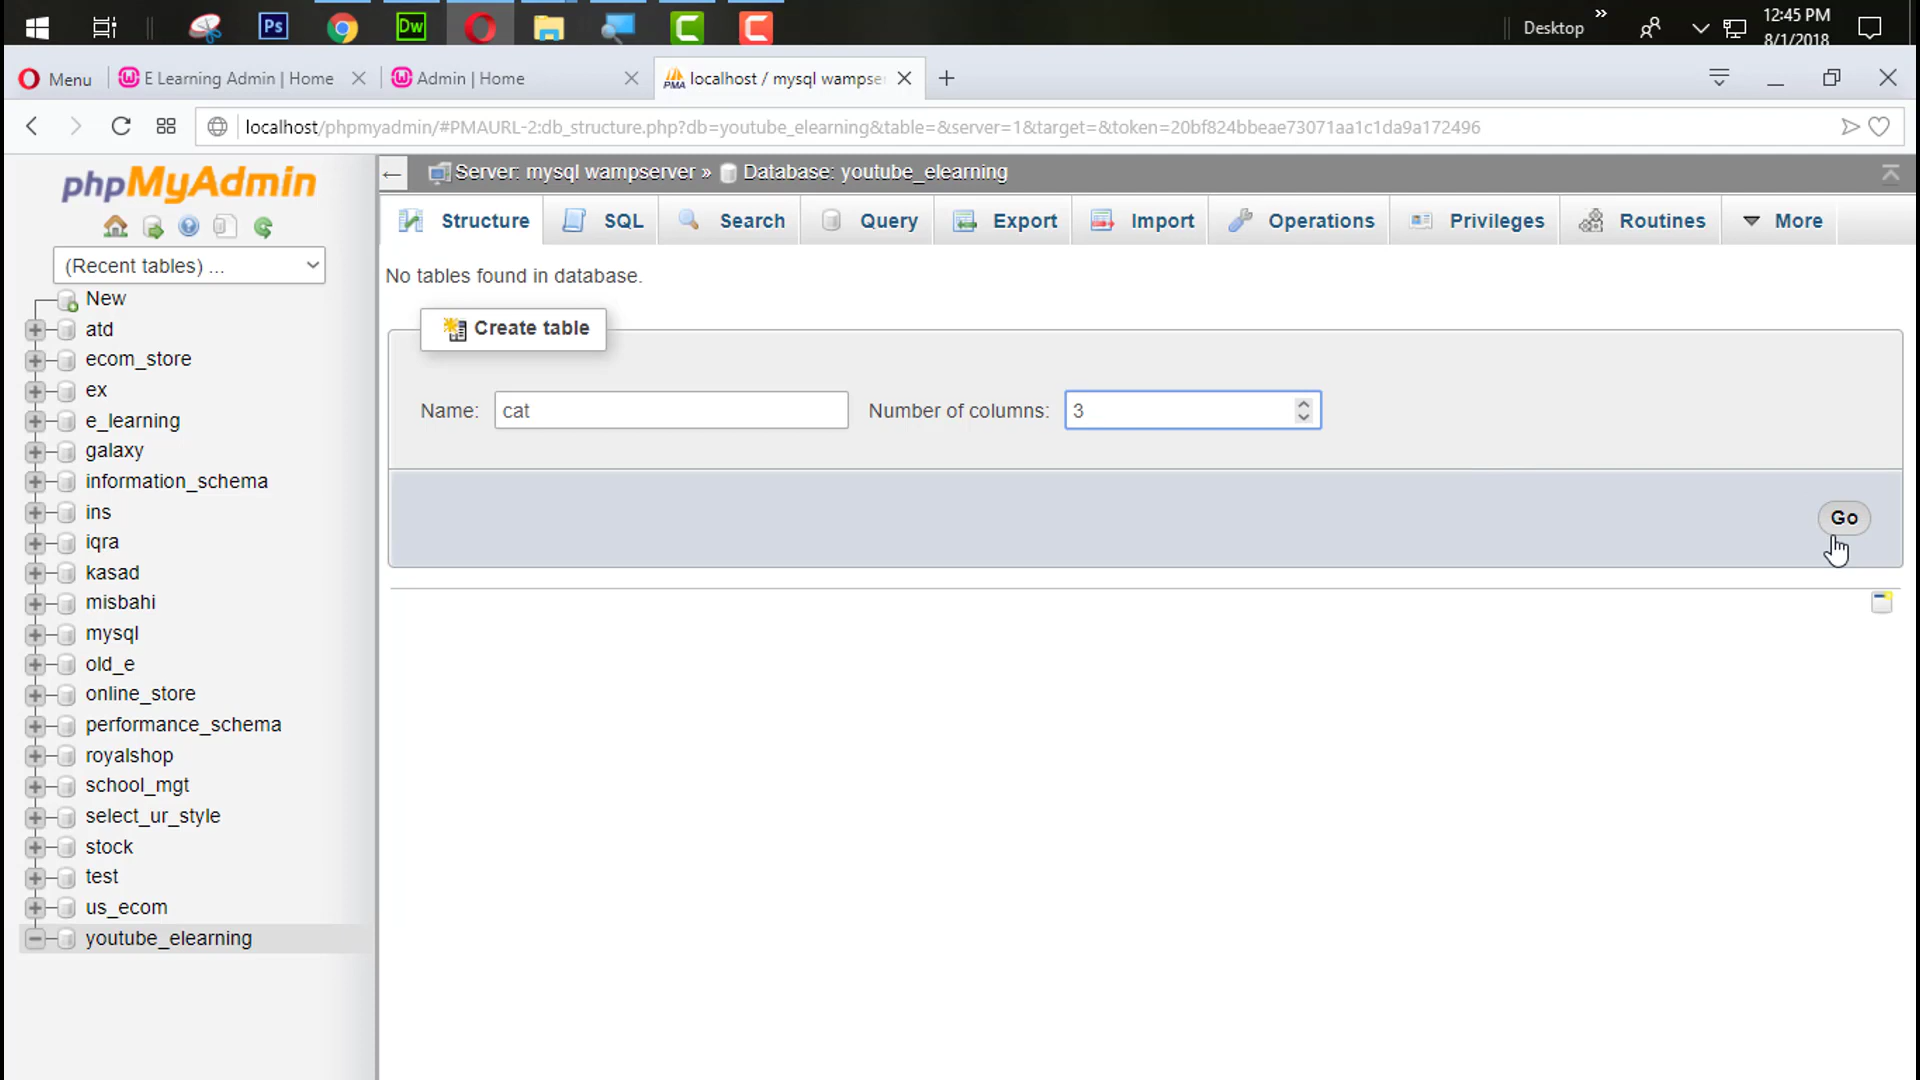 Ps
Dw
Desktop
»
12:45 PM
8/1/2018
Menu
E Learning Admin | Home
Admin | Home
PMA
localhost / mysql wampse
localhost/phpmyadmin/#PMAURL-2:db_structure.php?db=youtube_elearning&table=&server=1&target=&token=20bf824bbeae73071aa1c1da9a172496
phpMyAdmin
Server: mysql wampserver » Database: youtube_elearning
Structure
SQL
Search
Query
Export
Import
Operations
Privileges
Routines
More
(Recent tables) ...
No tables found in database.
Create table
Name: cat Number of columns: 3
Go
New
atd
ecom_store
ex
e_learning
galaxy
information_schema
ins
iqra
kasad
misbahi
mysql
old_e
online_store
performance_schema
royalshop
school_mgt
select_ur_style
stock
test
us_ecom
youtube_elearning